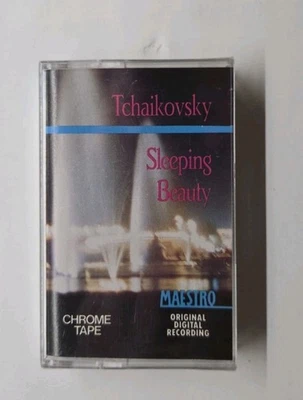 Tchaikovsky
Sleeping
Beauty
MAESTRO
CHROME
TAPE
ORIGINAL
DIGITAL
RECORDING